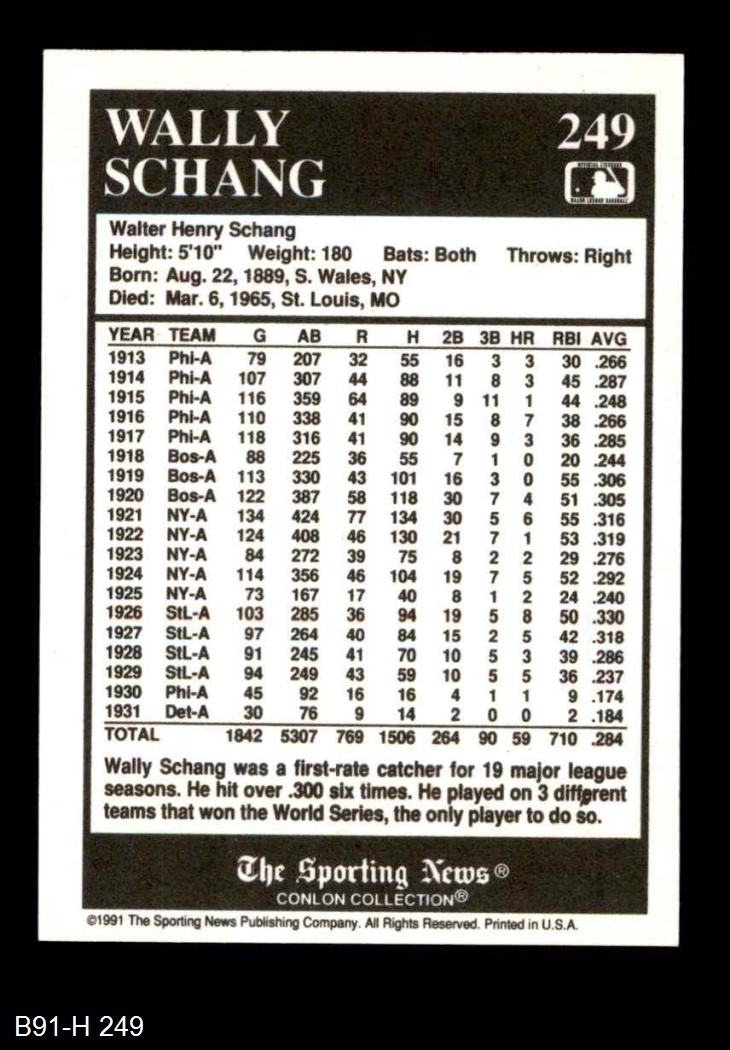 WALLY
SCHANG
249
OFFICIAL LICENSEE
MAJOR LEAGUE BASEBALL
Walter Henry Schang
Height: 5'10" Weight: 180 Bats: Both Throws: Right
Born: Aug. 22, 1889, S. Wales, NY
Died: Mar. 6, 1965, St. Louis, MO
YEAR TEAM G AB R H 2B 3B HR RBI AVG
1913 Phi-A 79 207 32 55 16 3 3 30 .266
1914 Phi-A 107 307 44 88 11 8 3 45 .287
1915 Phi-A 116 359 64 89 9 11 1 44 .248
1916 Phi-A 110 338 41 90 15 8 7 38 .266
1917 Phi-A 118 316 41 90 14 9 3 36 .285
1918 Bos-A 88 225 36 55 7 1 0 20 .244
1919 Bos-A 113 330 43 101 16 3 0 55 .306
1920 Bos-A 122 387 58 118 30 7 4 51 .305
1921 NY-A 134 424 77 134 30 5 6 55 .316
1922 NY-A 124 408 46 130 21 7 1 53 .319
1923 NY-A 84 272 39 75 8 2 2 29 .276
1924 NY-A 114 356 46 104 19 7 5 52 .292
1925 NY-A 73 167 17 40 8 1 2 24 .240
1926 StL-A 103 285 36 94 19 5 8 50 .330
1927 StL-A 97 264 40 84 15 2 5 42 .318
1928 StL-A 91 245 41 70 10 5 3 39 .286
1929 StL-A 94 249 43 59 10 5 5 36 .237
1930 Phi-A 45 92 16 16 4 1 1 9 .174
1931 Det-A 30 76 9 14 2 0 0 2 .184
TOTAL 1842 5307 769 1506 264 90 59 710 .284
Wally Schang was a first-rate catcher for 19 major league
seasons. He hit over .300 six times. He played on 3 different
teams that won the World Series, the only player to do so.
The Sporting News®
CONLON COLLECTION®
©1991 The Sporting News Publishing Company. All Rights Reserved. Printed in U.S.A.
B91-H 249